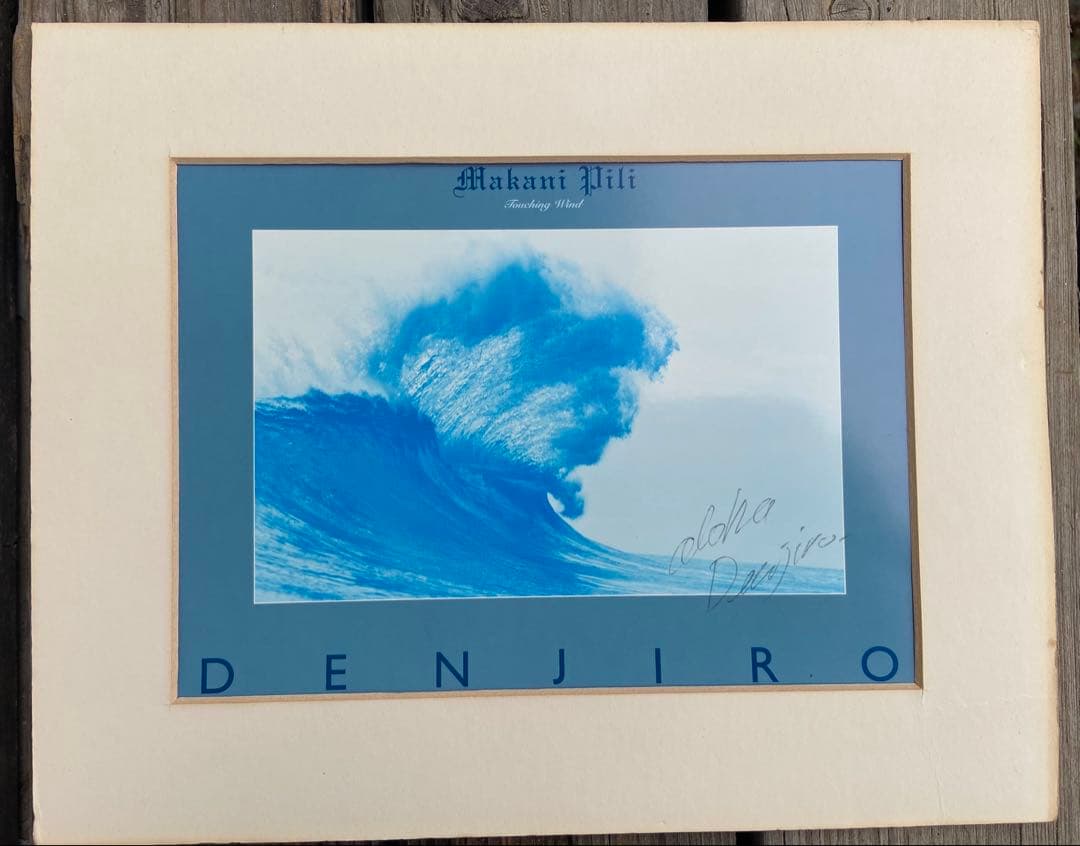 Makani Pili
Touching Wind
aloha
Denjiro.
DENJIRO